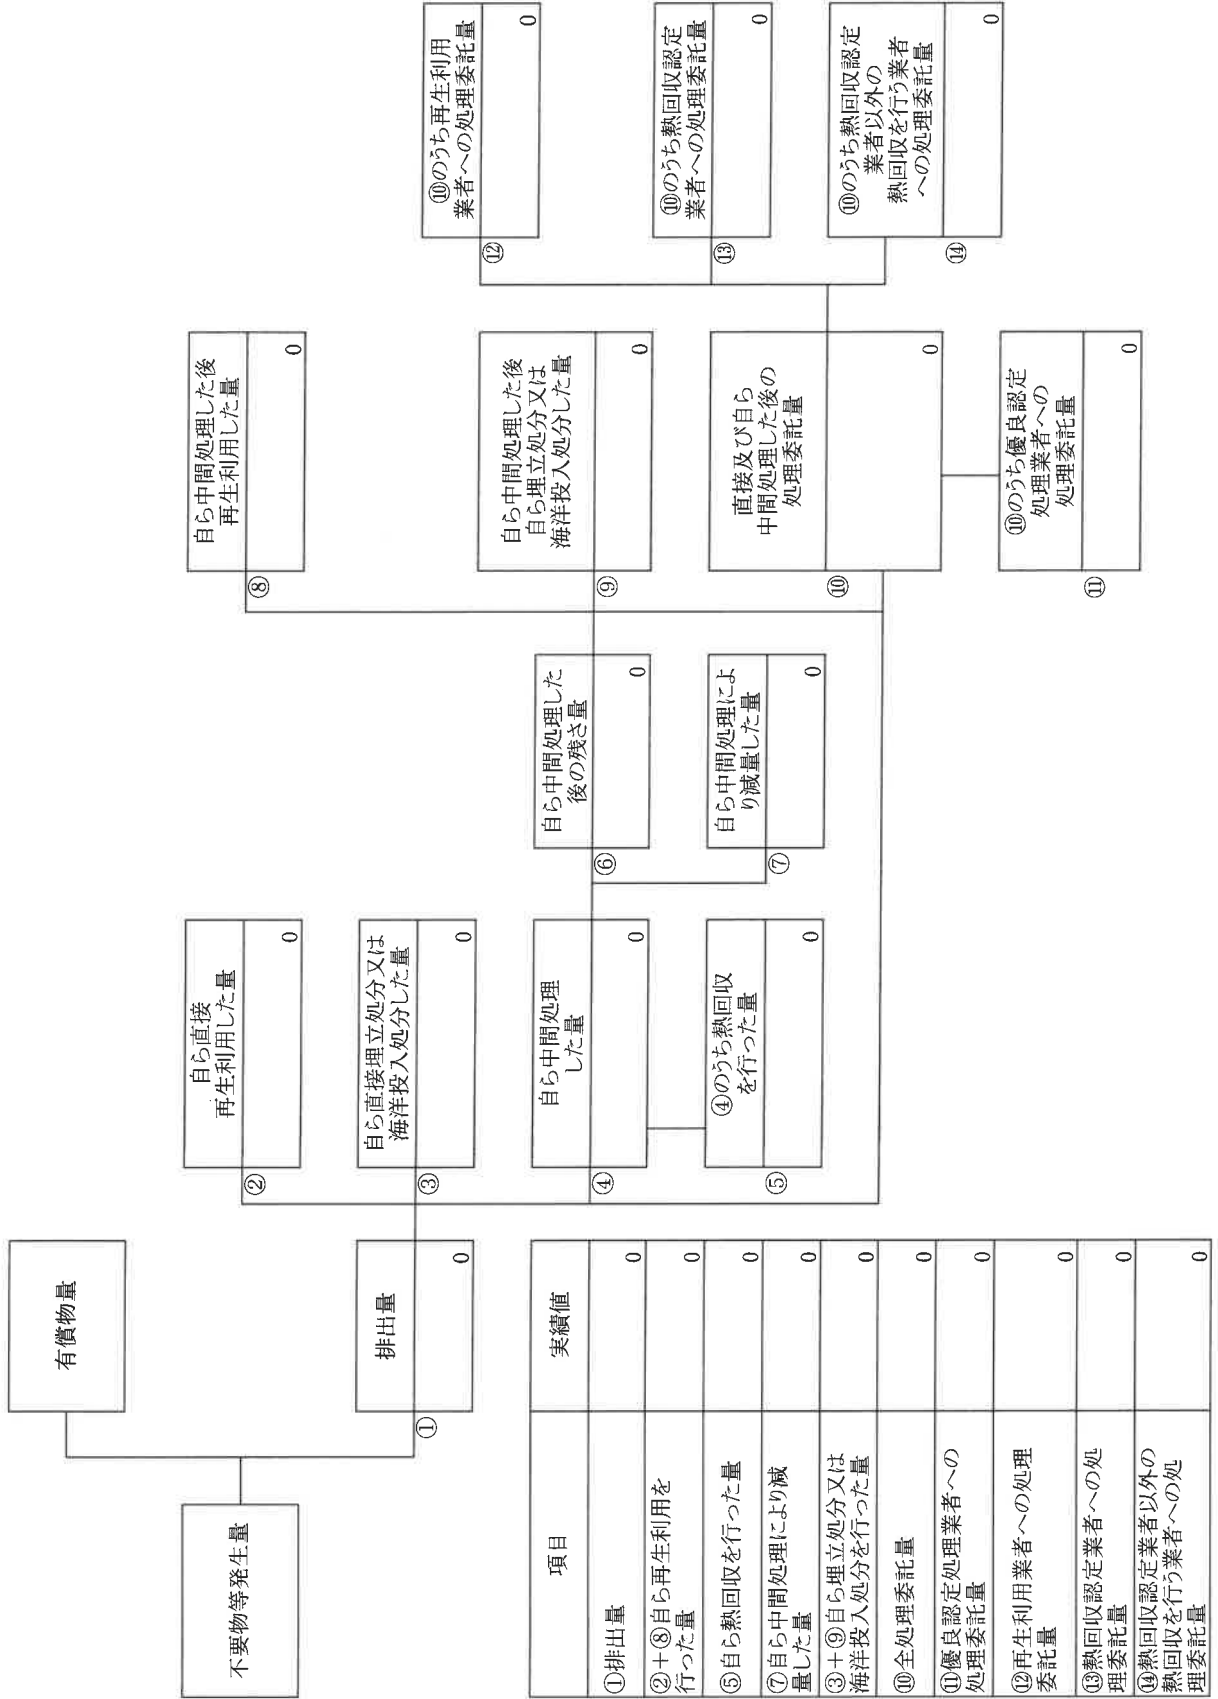 不要物等発生量
有償物量
①
排出量
0
②
自ら直接
再生利用した量
0
③
自ら直接埋立処分又は
海洋投入処分した量
0
④
自ら中間処理
した量
0
⑤
④のうち熱回収
を行った量
0
⑥
自ら中間処理した
後の残さ量
0
⑦
自ら中間処理によ
り減量した量
0
⑧
自ら中間処理した後
再生利用した量
0
⑨
自ら中間処理した後
自ら埋立処分又は
海洋投入処分した量
0
⑩
直接及び自ら
中間処理した後の
処理委託量
0
⑪
⑩のうち優良認定
処理業者への
処理委託量
0
⑫
⑩のうち再生利用
業者への処理委託量
0
⑬
⑩のうち熱回収認定
業者への処理委託量
0
⑭
⑩のうち熱回収認定
業者以外の
熱回収を行う業者
への処理委託量
0
項目 実績値
①排出量 0
②+⑧自ら再生利用を
行った量 0
⑤自ら熱回収を行った量 0
⑦自ら中間処理により減
量した量 0
③+⑨自ら埋立処分又は
海洋投入処分を行った量 0
⑩全処理委託量 0
⑪優良認定処理業者への
処理委託量 0
⑫再生利用業者への処理
委託量 0
⑬熱回収認定業者への処
理委託量 0
⑭熱回収認定業者以外の
熱回収を行う業者への処
理委託量 0